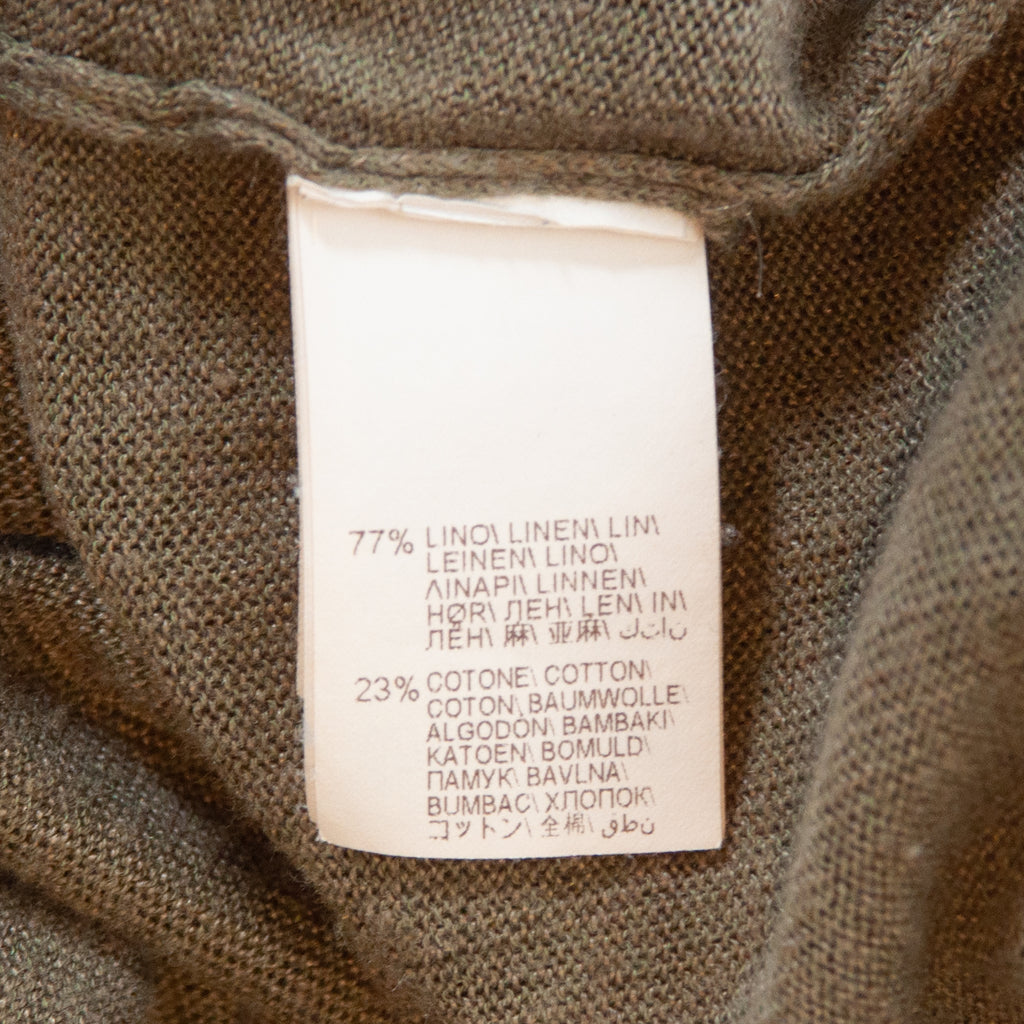 77% LINO\ LINEN\ LIN\
LEINEN\ LINO\
ΛINAPI\ LINNEN\
HØR\ ЛЕН\ LEN\ IN\
ЛЁН\ 麻\ 亚麻\ كتان
23% COTONE\ COTTON\
COTON\ BAUMWOLLE\
ALGODÓN\ BAMBAKI\
KATOEN\ BOMULD\
ПАМУК\ BAVLNA\
BUMBAC\ ХЛОПОК\
コットン\ 全棉\ قطن